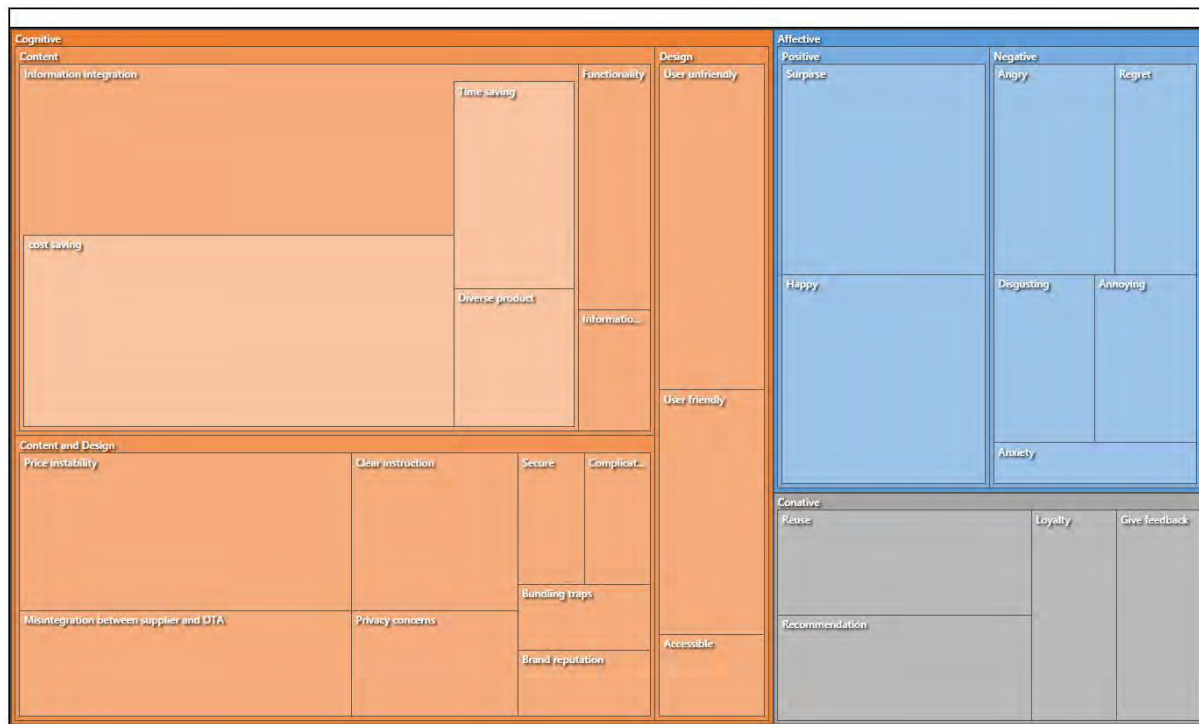 Cognitive
Content
Information integration
Time saving
cost saving
Diverse product
Functionality
Informatio...
Design
User unfriendly
User friendly
Accessible
Content and Design
Price instability
Clear instruction
Secure
Complicat...
Bundling traps
Misintegration between supplier and OTA
Privacy concerns
Brand reputation
Affective
Positive
Surpirse
Happy
Negative
Angry
Regret
Disgusting
Annoying
Anxiety
Conative
Reuse
Loyalty
Give feedback
Recommendation